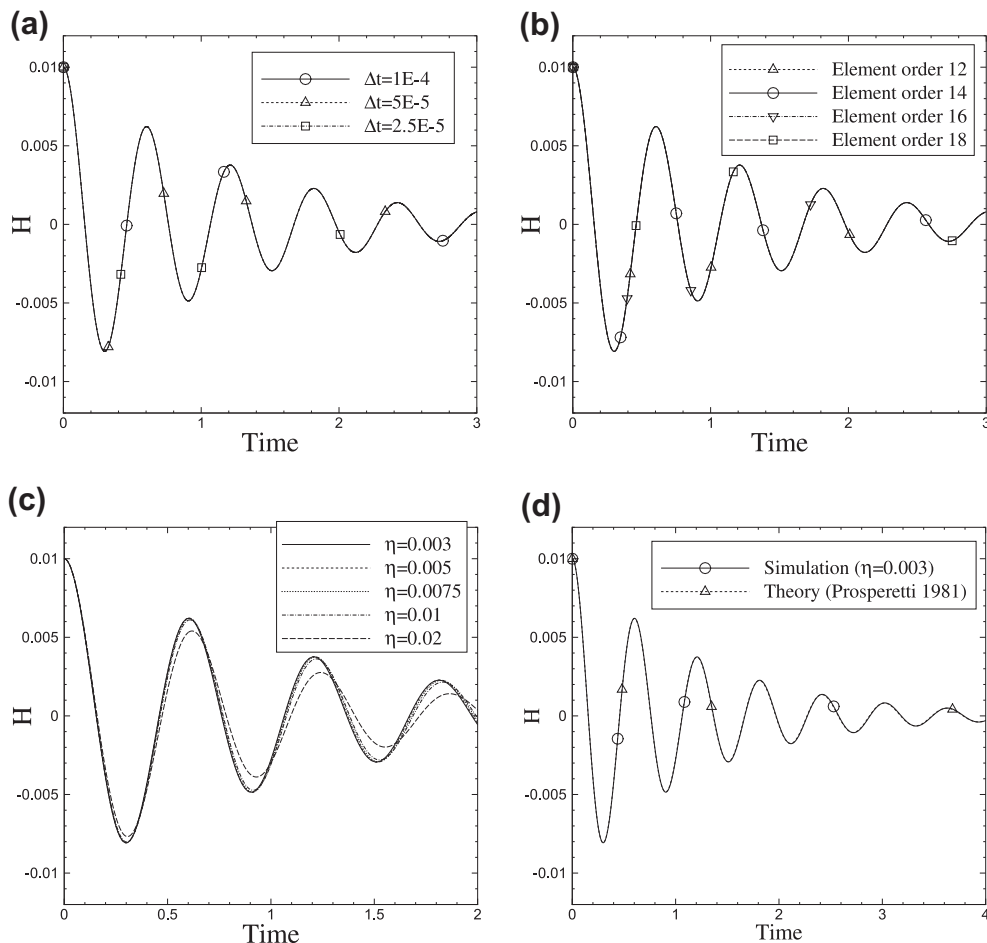 (a)
H
0.01
0.005
0
-0.005
-0.01
Δt=1E-4
Δt=5E-5
Δt=2.5E-5
0
1
2
3
Time
(b)
H
0.01
0.005
0
-0.005
-0.01
Element order 12
Element order 14
Element order 16
Element order 18
0
1
2
3
Time
(c)
H
0.01
0.005
0
-0.005
-0.01
η=0.003
η=0.005
η=0.0075
η=0.01
η=0.02
0
0.5
1
1.5
2
Time
(d)
H
0.01
0.005
0
-0.005
-0.01
Simulation (η=0.003)
Theory (Prosperetti 1981)
0
1
2
3
4
Time